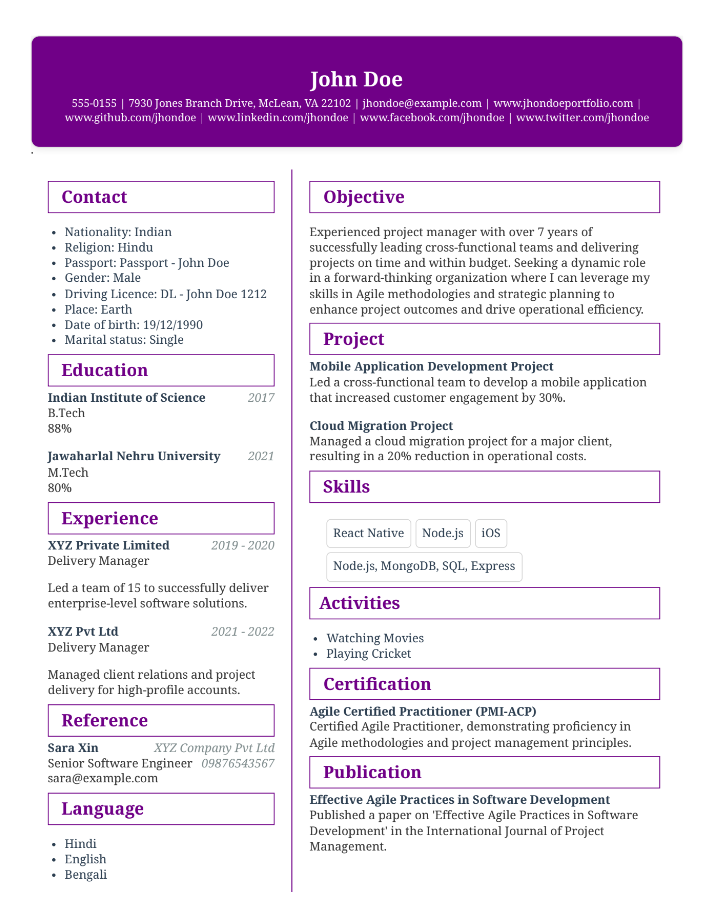 John Doe
555-0155 | 7930 Jones Branch Drive, McLean, VA 22102 | jhondoe@example.com | www.jhondoeportfolio.com |
www.github.com/jhondoe | www.linkedin.com/jhondoe | www.facebook.com/jhondoe | www.twitter.com/jhondoe
Contact
• Nationality: Indian
• Religion: Hindu
• Passport: Passport - John Doe
• Gender: Male
• Driving Licence: DL - John Doe 1212
• Place: Earth
• Date of birth: 19/12/1990
• Marital status: Single
Education
Indian Institute of Science 2017
B.Tech
88%
Jawaharlal Nehru University 2021
M.Tech
80%
Experience
XYZ Private Limited 2019 - 2020
Delivery Manager
Led a team of 15 to successfully deliver
enterprise-level software solutions.
XYZ Pvt Ltd 2021 - 2022
Delivery Manager
Managed client relations and project
delivery for high-profile accounts.
Reference
Sara Xin XYZ Company Pvt Ltd
Senior Software Engineer 09876543567
sara@example.com
Language
• Hindi
• English
• Bengali
Objective
Experienced project manager with over 7 years of
successfully leading cross-functional teams and delivering
projects on time and within budget. Seeking a dynamic role
in a forward-thinking organization where I can leverage my
skills in Agile methodologies and strategic planning to
enhance project outcomes and drive operational efficiency.
Project
Mobile Application Development Project
Led a cross-functional team to develop a mobile application
that increased customer engagement by 30%.
Cloud Migration Project
Managed a cloud migration project for a major client,
resulting in a 20% reduction in operational costs.
Skills
React Native Node.js iOS
Node.js, MongoDB, SQL, Express
Activities
• Watching Movies
• Playing Cricket
Certification
Agile Certified Practitioner (PMI-ACP)
Certified Agile Practitioner, demonstrating proficiency in
Agile methodologies and project management principles.
Publication
Effective Agile Practices in Software Development
Published a paper on 'Effective Agile Practices in Software
Development' in the International Journal of Project
Management.